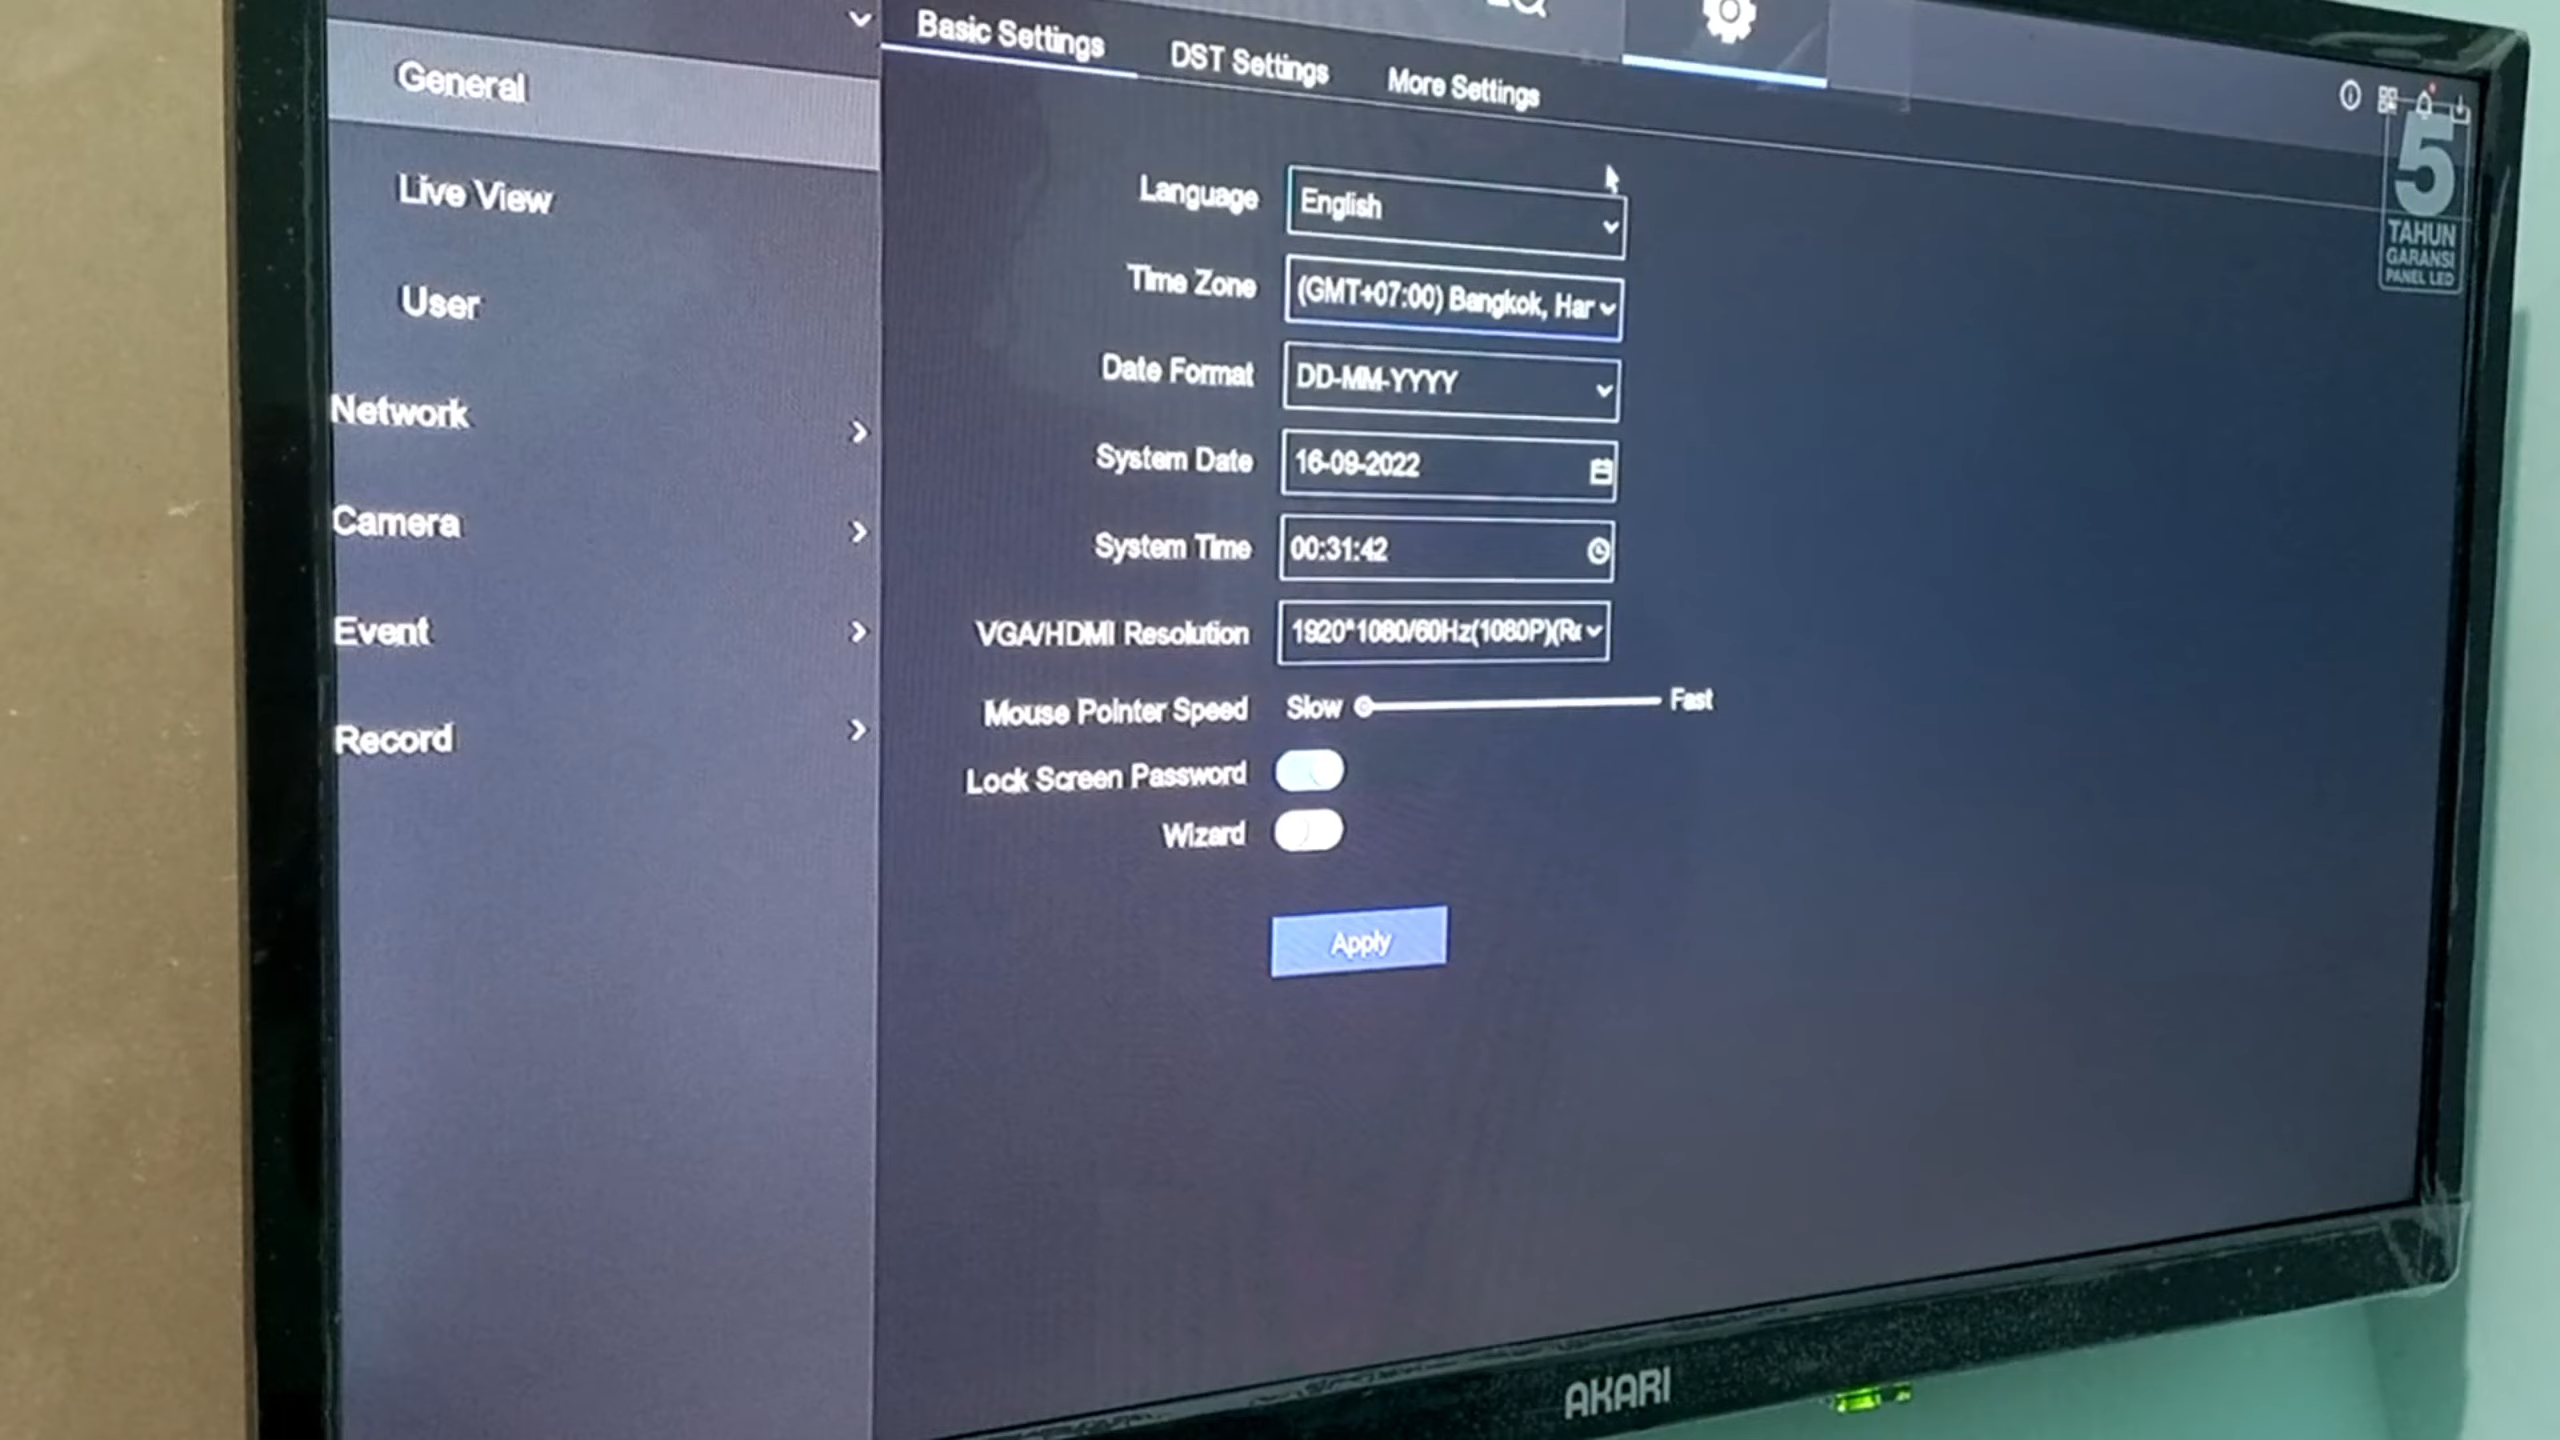 Basic Settings
DST Settings
More Settings
General
Live View
User
Network
Camera
Event
Record
Language
English
Time Zone
(GMT+07:00) Bangkok, Har
Date Format
DD-MM-YYYY
System Date
16-09-2022
System Time
00:31:42
VGA/HDMI Resolution
1920*1080/60Hz(1080P)(Re
Mouse Pointer Speed
Slow
Fast
Lock Screen Password
Wizard
Apply
5
TAHUN
GARANSI
PANEL LED
AKARI